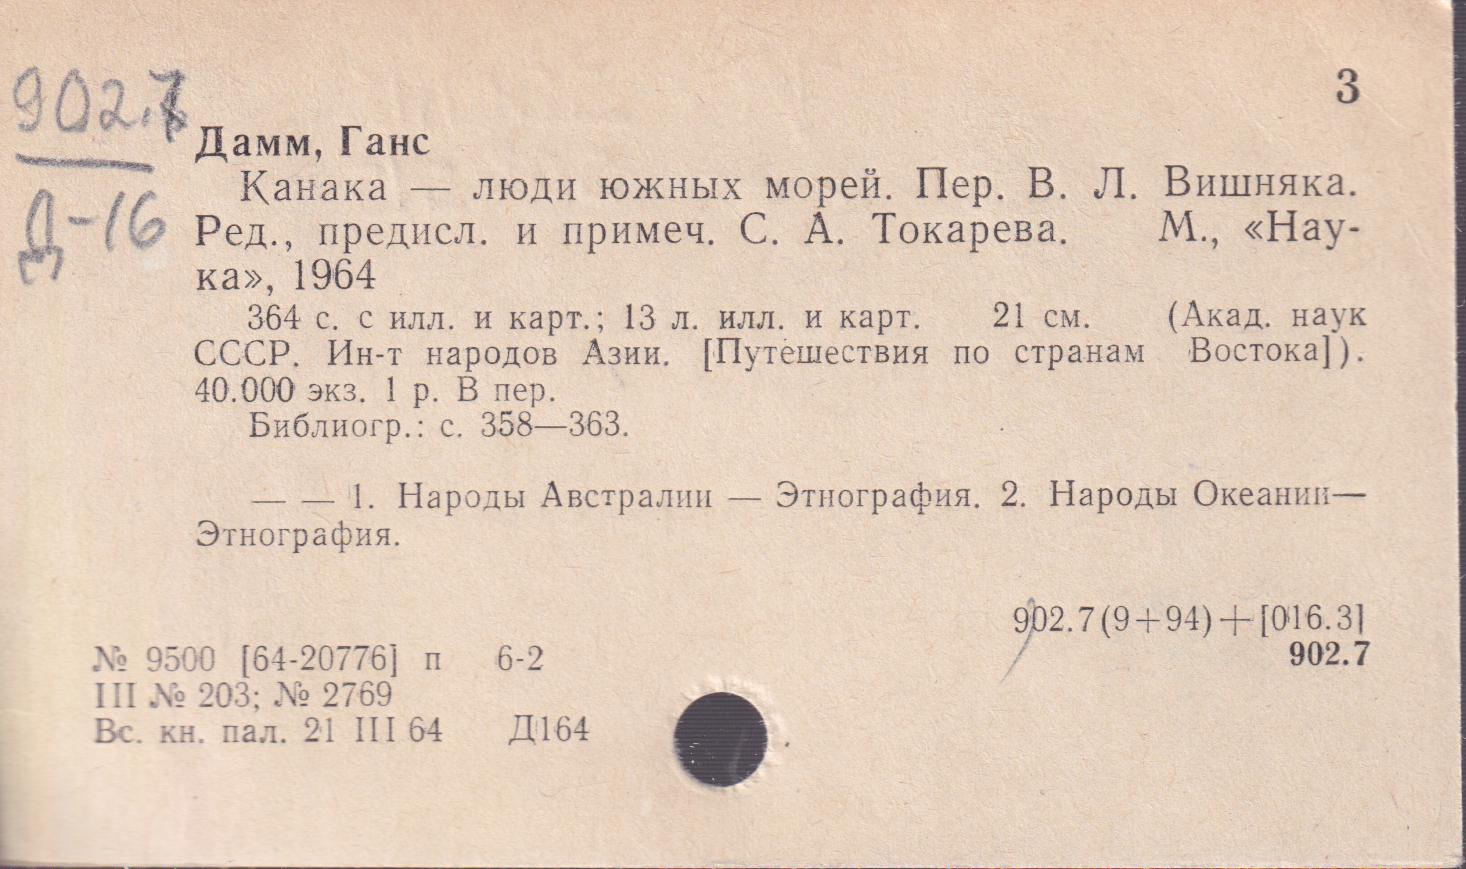 3
902.7
Д-16
Дамм, Ганс
Канака — люди южных морей. Пер. В. Л. Вишняка.
Ред., предисл. и примеч. С. А. Токарева. М., «Нау-
ка», 1964
364 с. с илл. и карт.; 13 л. илл. и карт. 21 см. (Акад. наук
СССР. Ин-т народов Азии. [Путешествия по странам Востока]).
40.000 экз. 1 р. В пер.
Библиогр.: с. 358—363.
— — 1. Народы Австралии — Этнография. 2. Народы Океании—
Этнография.
902.7(9+94)+[016.3]
902.7
№ 9500 [64-20776] п 6-2
III № 203; № 2769
Вс. кн. пал. 21 III 64 Д164